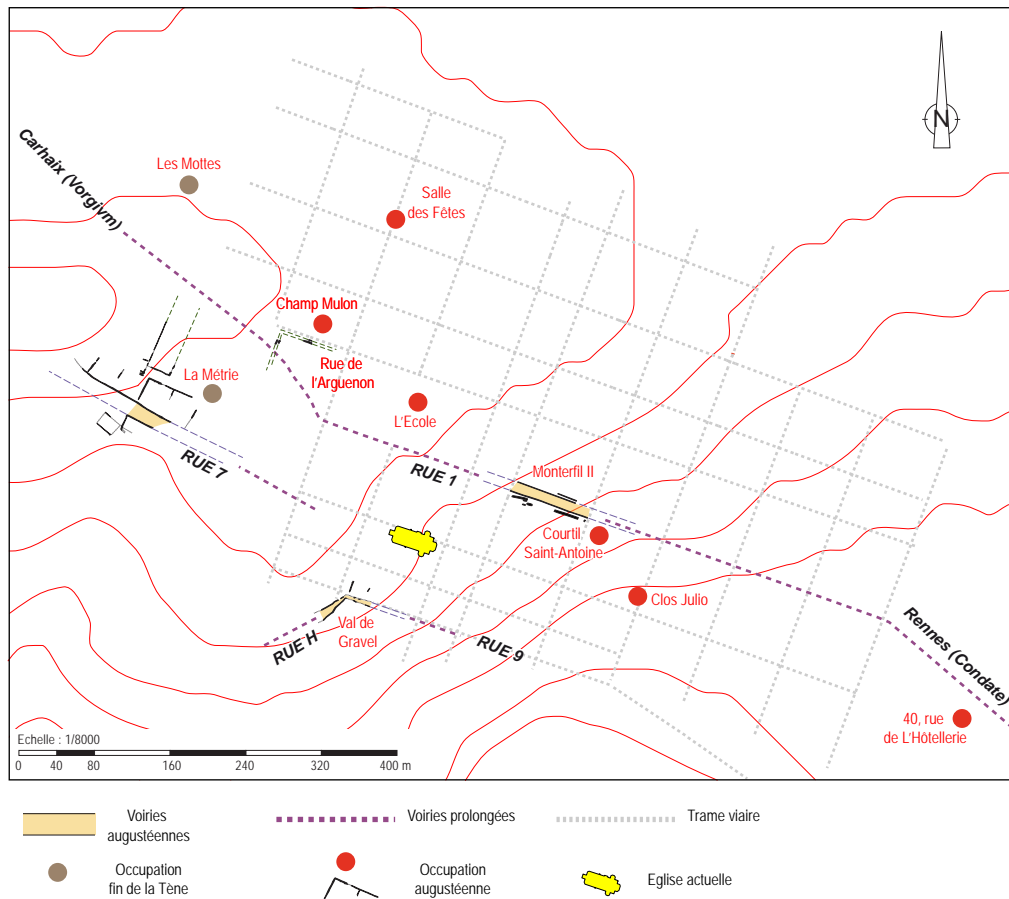 N
Carhaix (Vorgivm)
Les Mottes
Salle
des Fêtes
Champ Mulon
Rue de
l'Arguenon
La Métrie
L'Ecole
RUE 7
RUE 1
Monterfil II
Courtil
Saint-Antoine
Clos Julio
Val de
Gravel
RUE H
RUE 9
Rennes (Condate)
40, rue
de L'Hôtellerie
Echelle : 1/8000
0 40 80 160 240 320 400 m
Voiries
augustéennes
Voiries prolongées
Trame viaire
Occupation
fin de la Tène
Occupation
augustéenne
Eglise actuelle